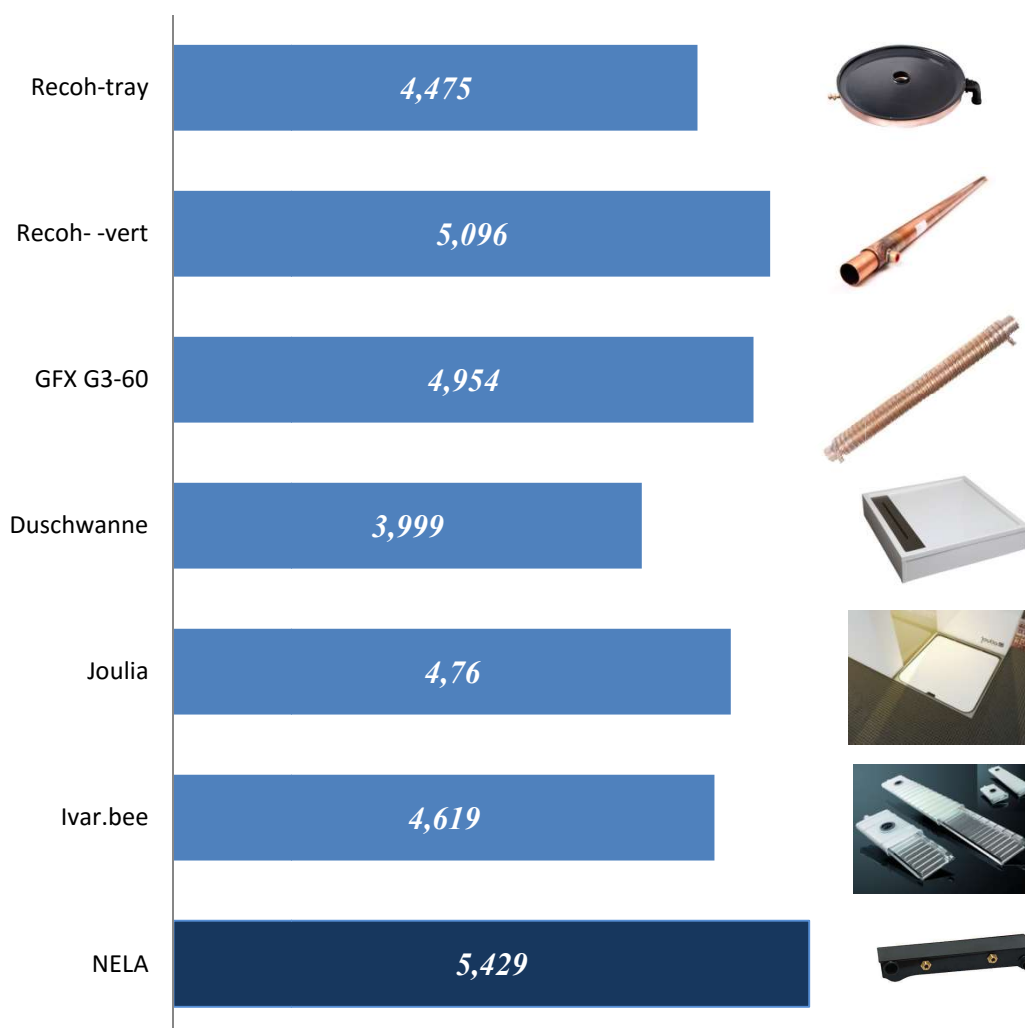 Recoh-tray 4,475
Recoh- -vert 5,096
GFX G3-60 4,954
Duschwanne 3,999
Joulia 4,76
Joulia
Ivar.bee 4,619
NELA 5,429